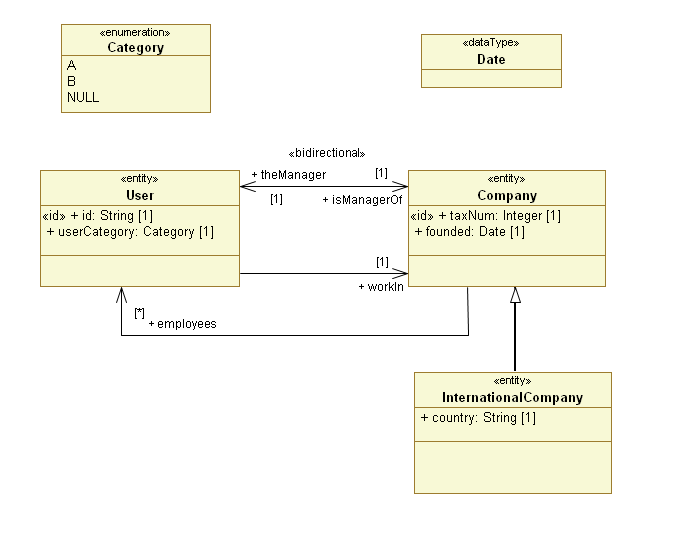 «enumeration»
Category
A
B
NULL
«dataType»
Date
«bidirectional»
«entity»
User
«id» + id: String [1]
+ userCategory: Category [1]
+ theManager
[1]
[1]
+ isManagerOf
«entity»
Company
«id» + taxNum: Integer [1]
+ founded: Date [1]
[1]
+ workIn
[*]
+ employees
«entity»
InternationalCompany
+ country: String [1]